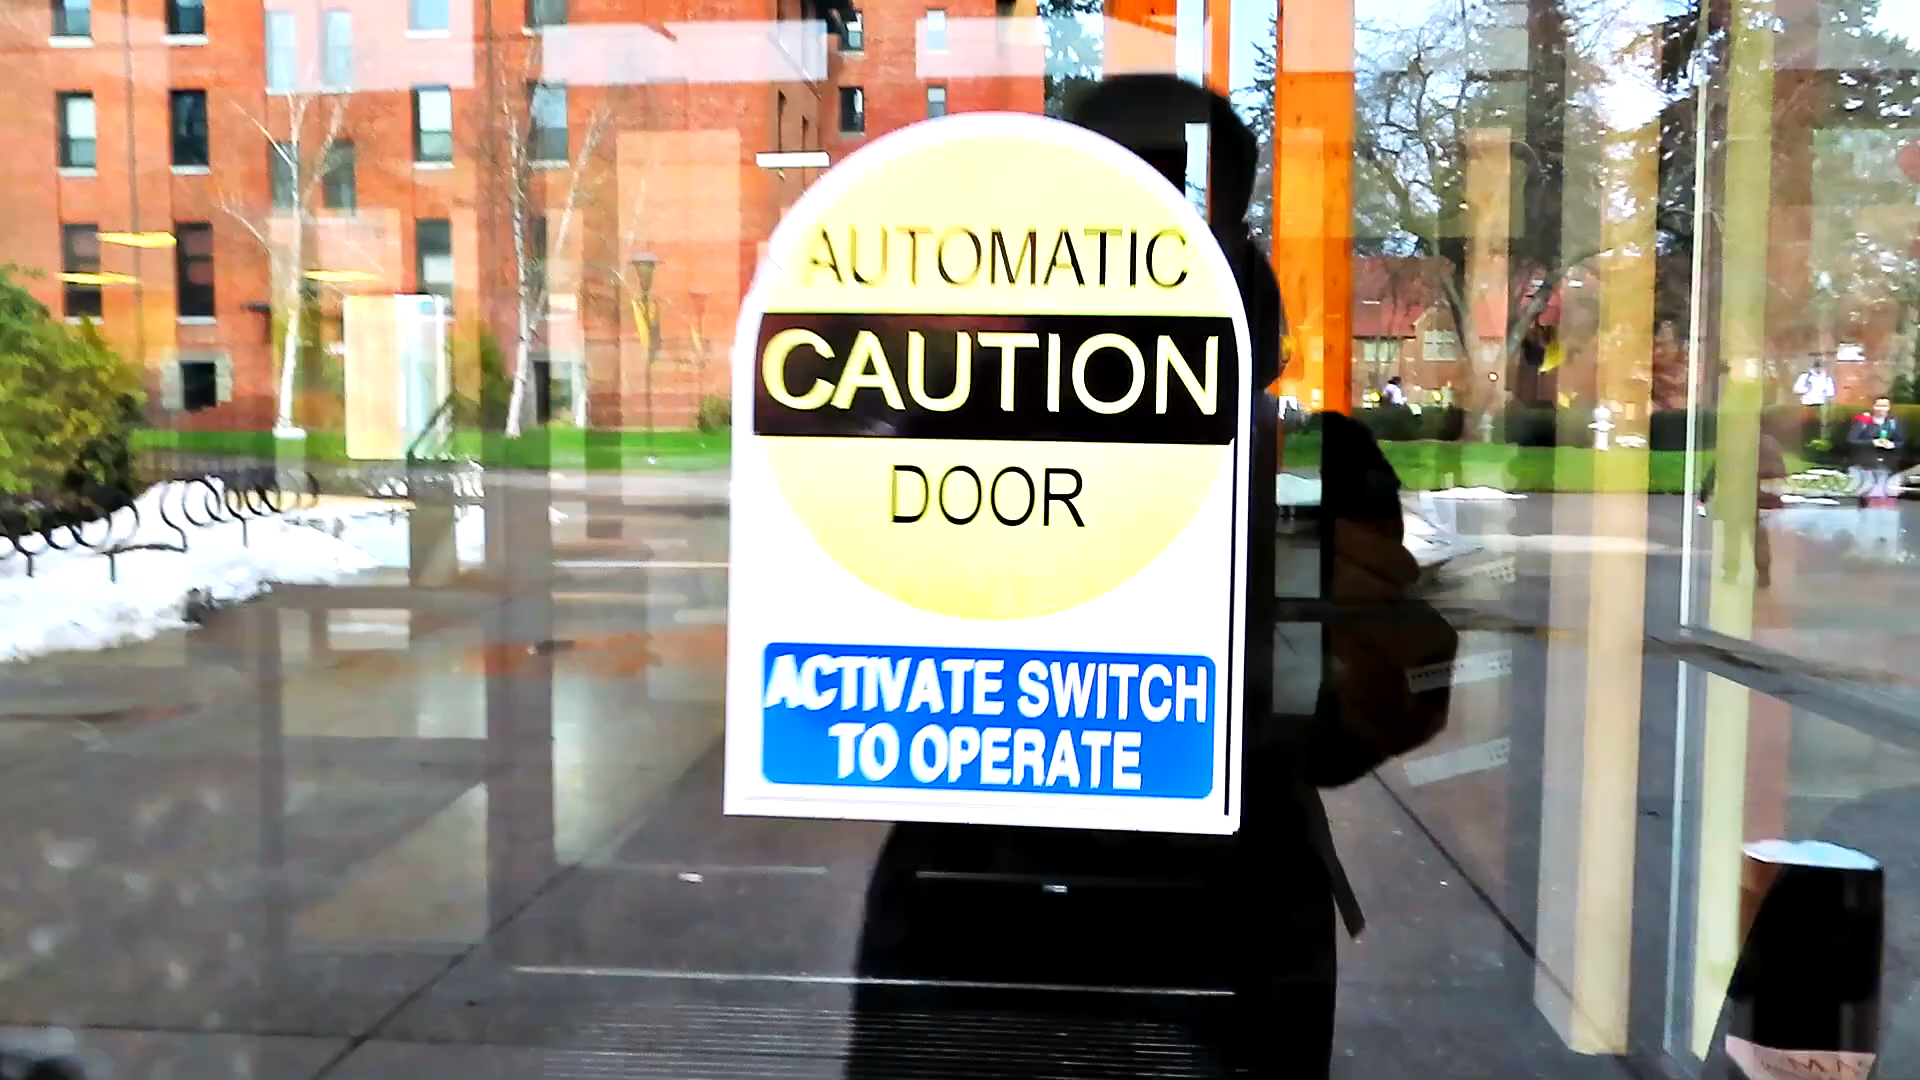 AUTOMATIC
CAUTION
DOOR
ACTIVATE SWITCH
TO OPERATE